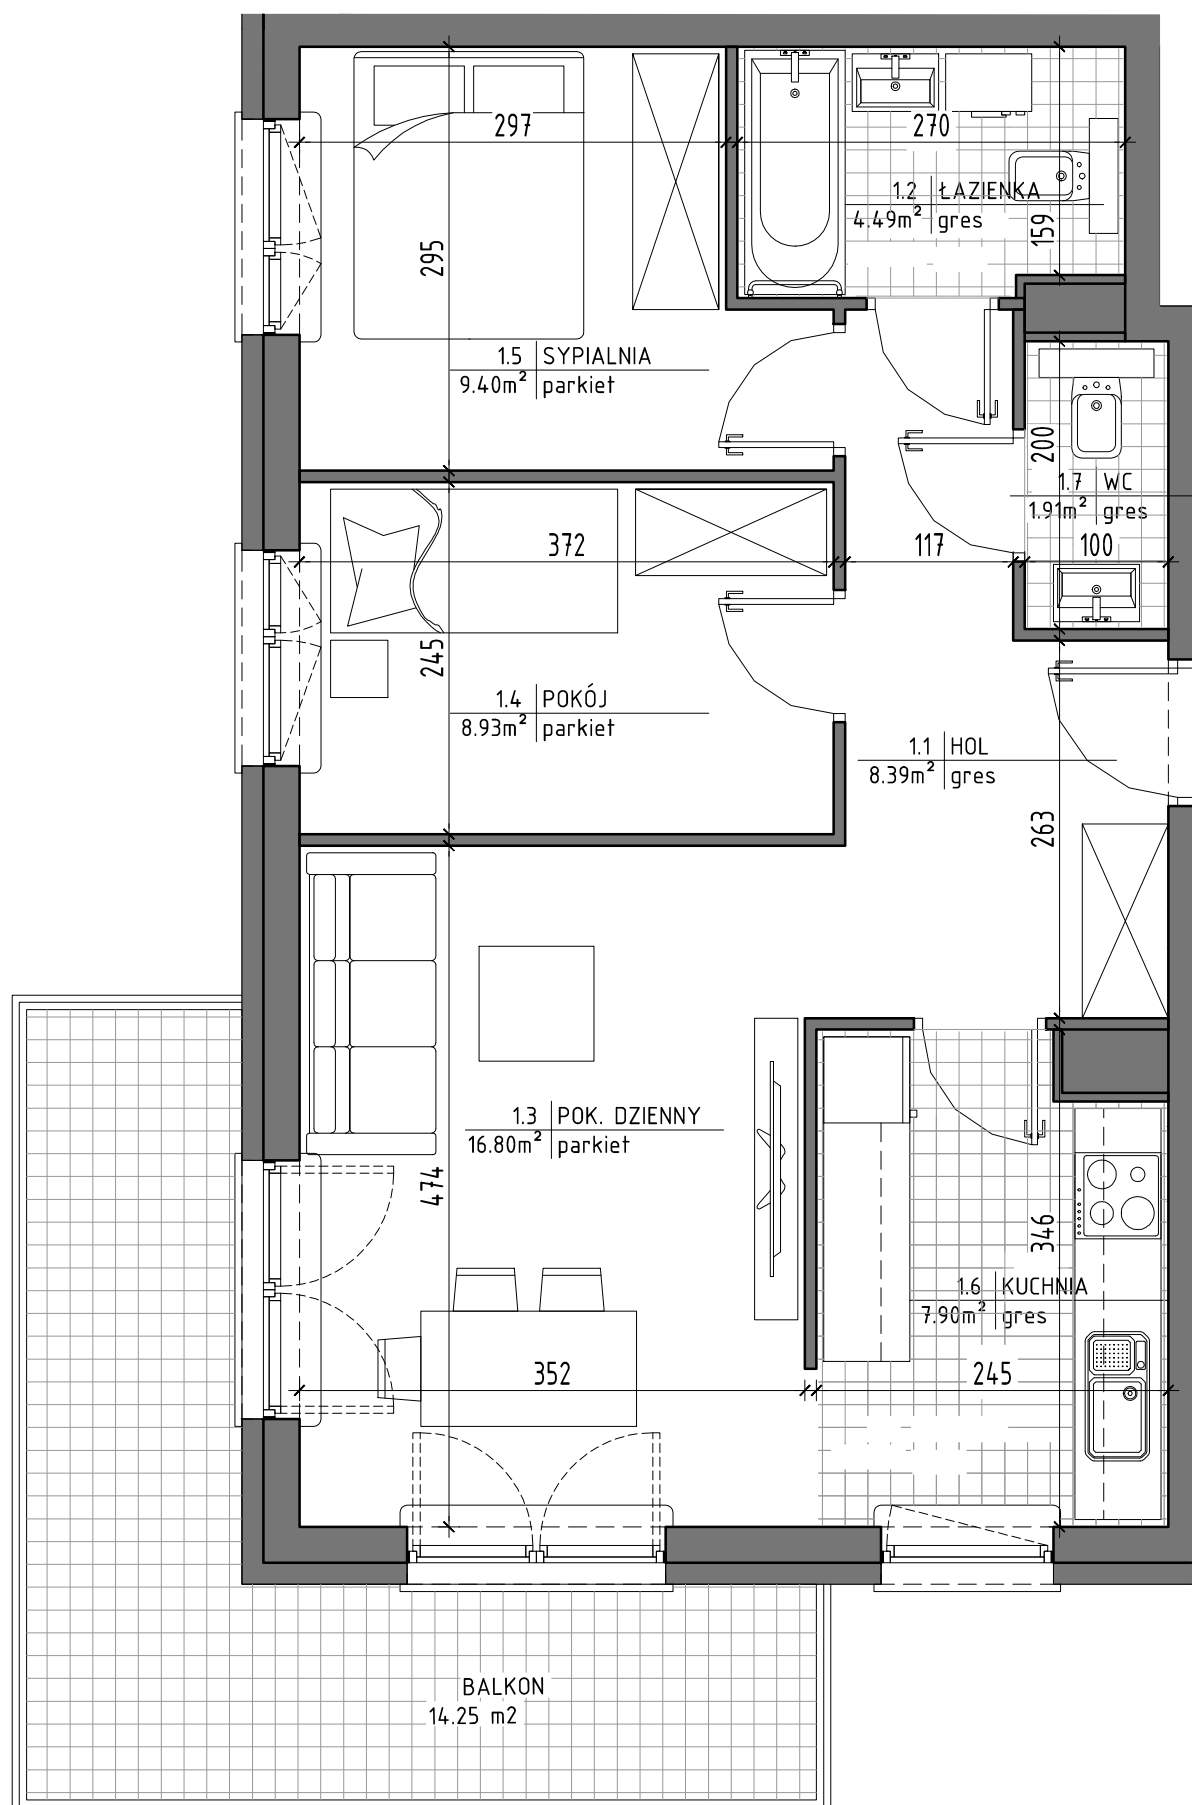 297
270
1.2 ŁAZIENKA
4.49m² gres
159
295
1.5 SYPIALNIA
9.40m² parkiet
200
1.7 WC
1.91m² gres
372
117
100
245
1.4 POKÓJ
8.93m² parkiet
1.1 HOL
8.39m² gres
263
1.3 POK. DZIENNY
16.80m² parkiet
474
346
1.6 KUCHNIA
7.90m² gres
352
245
BALKON
14.25 m2